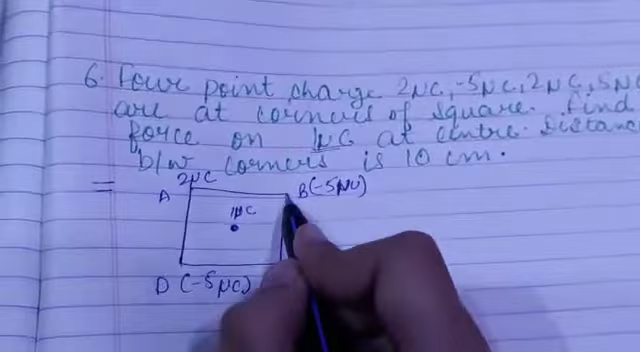 6. Four point charge 2μC, -5μC, 2μC, 5μC
are at corners of square. Find
force on 1μC at centre. Distance
b/w corners is 10 cm.
=
2μC
A
B(-5μC)
1μC
D (-5μC)